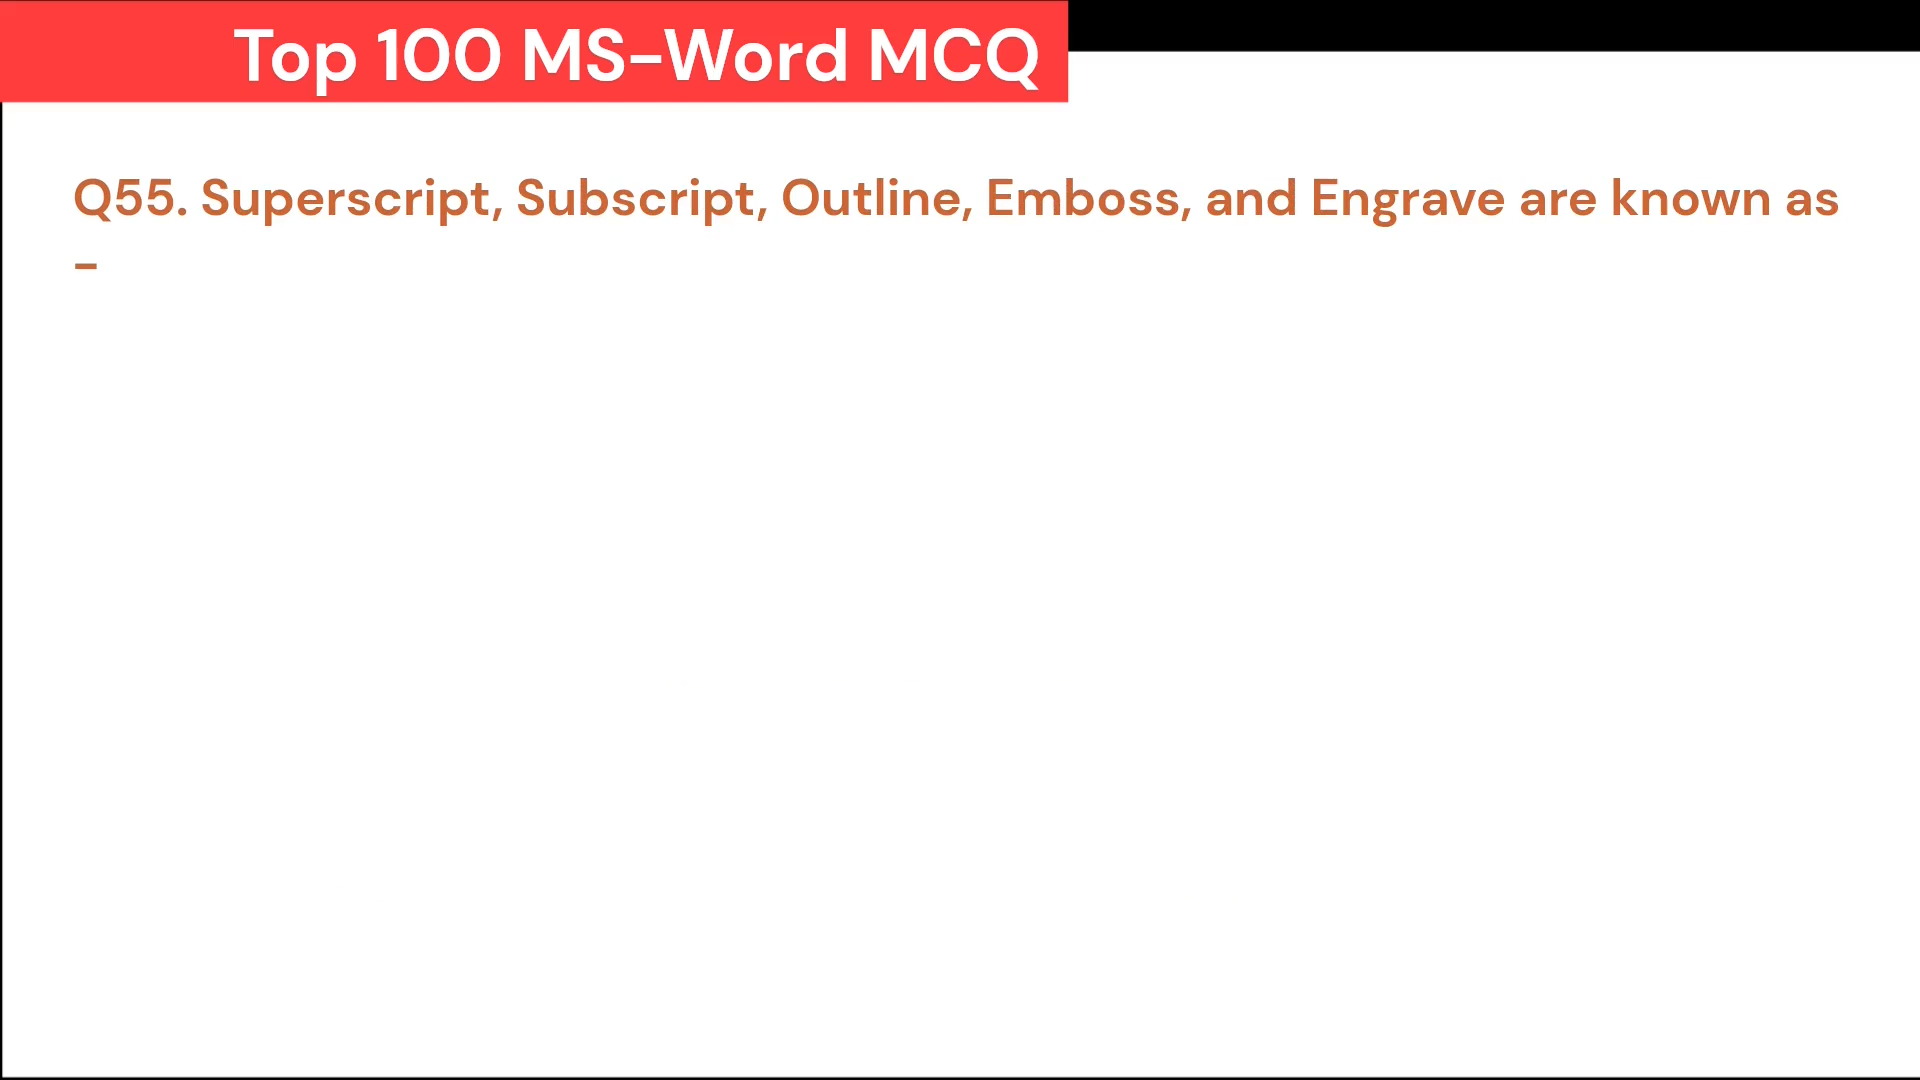 Top 100 MS-Word MCQ
Q55. Superscript, Subscript, Outline, Emboss, and Engrave are known as
-